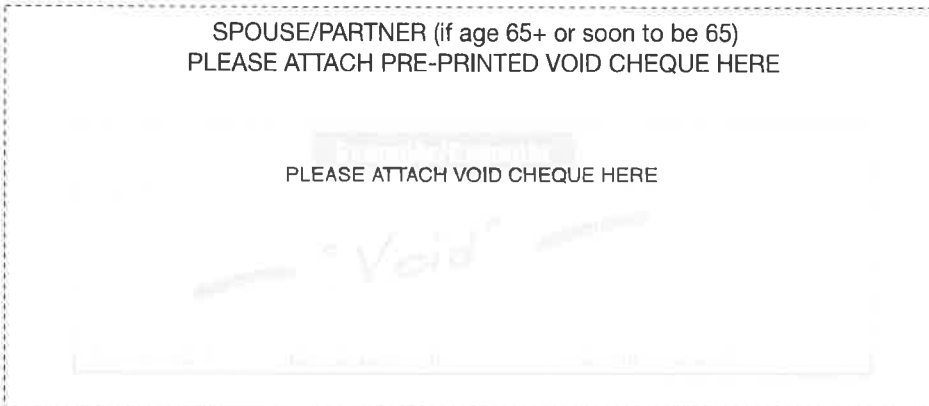 SPOUSE/PARTNER (if age 65+ or soon to be 65)
PLEASE ATTACH PRE-PRINTED VOID CHEQUE HERE
PLEASE ATTACH VOID CHEQUE HERE
"Void"